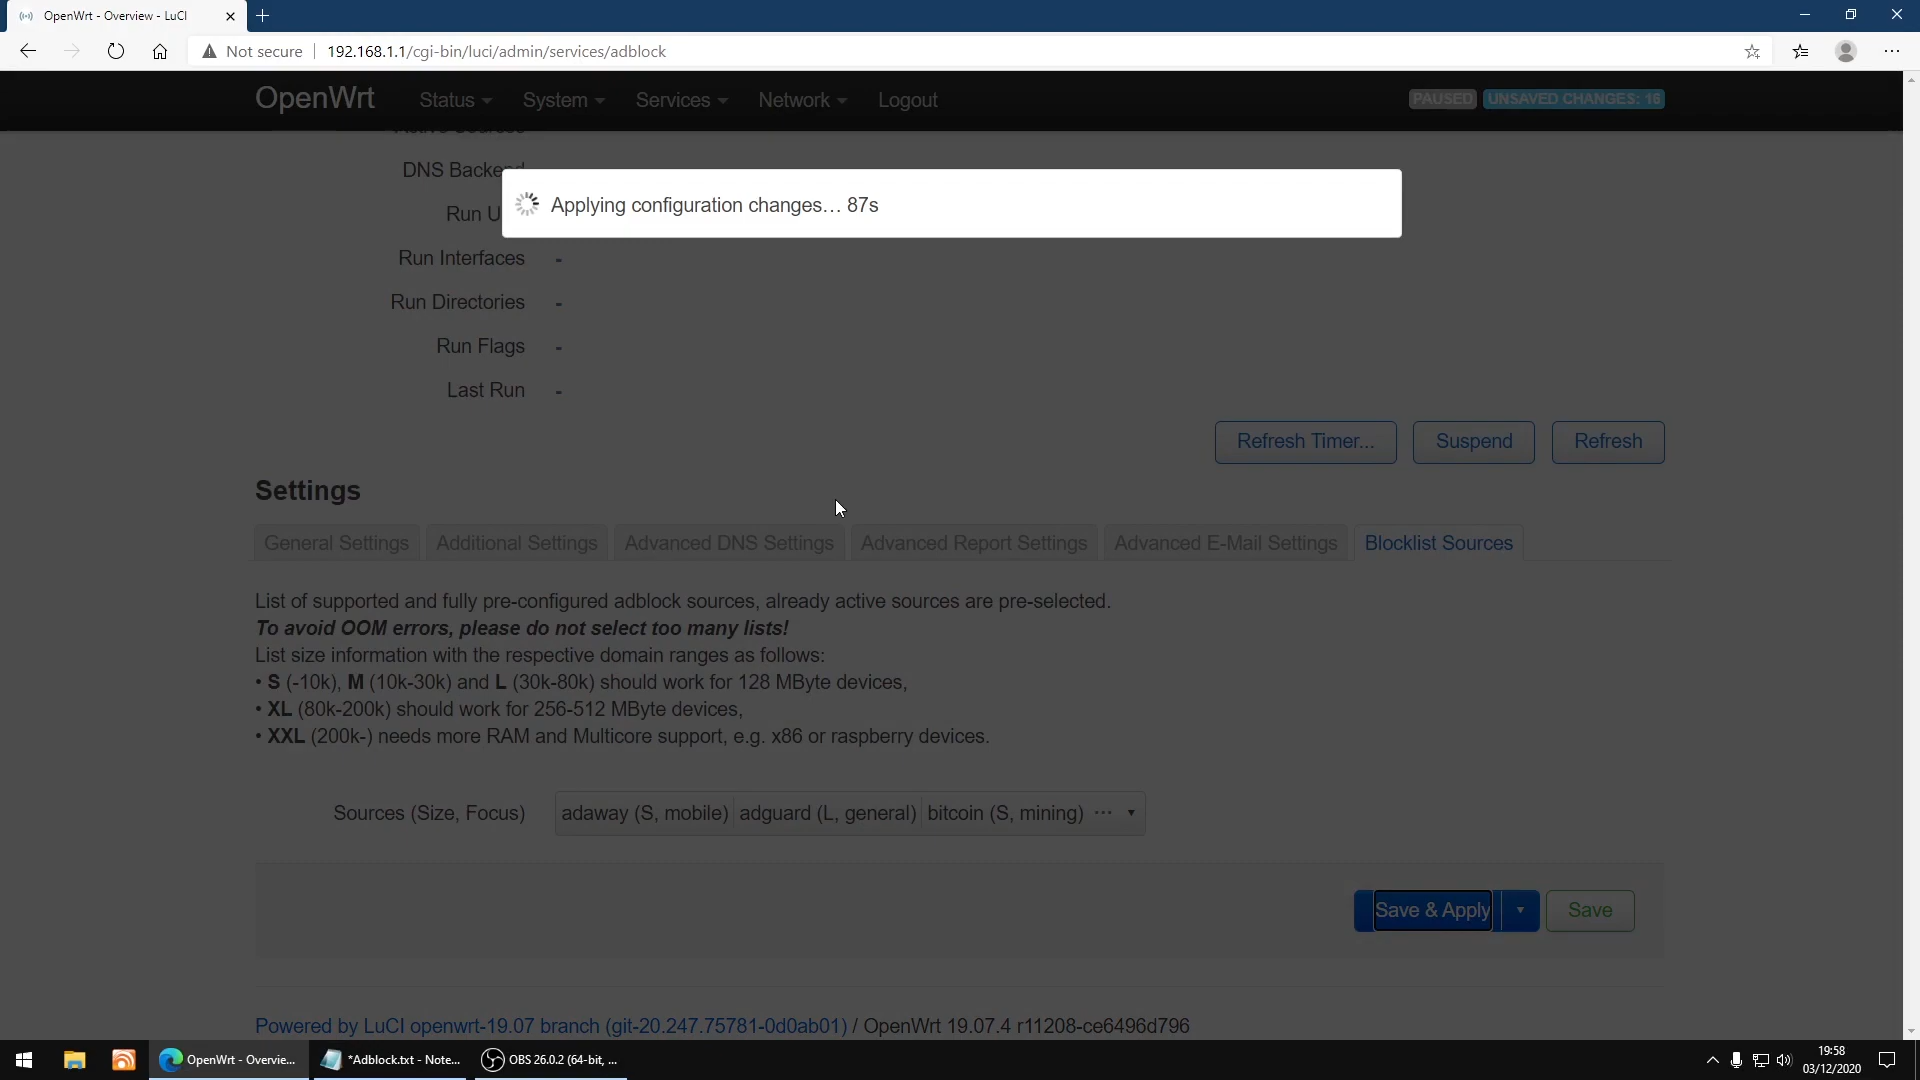 OpenWrt - Overview - LuCI
Not secure
192.168.1.1/cgi-bin/luci/admin/services/adblock
OpenWrt
Status
System
Services
Network
Logout
PAUSED
UNSAVED CHANGES: 16
Active Sources
DNS Backend
Applying configuration changes... 87s
Run U
Run Interfaces -
Run Directories -
Run Flags -
Last Run -
Refresh Timer...
Suspend
Refresh
Settings
General Settings
Additional Settings
Advanced DNS Settings
Advanced Report Settings
Advanced E-Mail Settings
Blocklist Sources
List of supported and fully pre-configured adblock sources, already active sources are pre-selected.
To avoid OOM errors, please do not select too many lists!
List size information with the respective domain ranges as follows:
• S (-10k), M (10k-30k) and L (30k-80k) should work for 128 MByte devices,
• XL (80k-200k) should work for 256-512 MByte devices,
• XXL (200k-) needs more RAM and Multicore support, e.g. x86 or raspberry devices.
Sources (Size, Focus)
adaway (S, mobile) adguard (L, general) bitcoin (S, mining) ···
Save & Apply
Save
Powered by LuCI openwrt-19.07 branch (git-20.247.75781-0d0ab01) / OpenWrt 19.07.4 r11208-ce6496d796
OpenWrt - Overvie...
*Adblock.txt - Note...
OBS 26.0.2 (64-bit, ...
19:58
03/12/2020